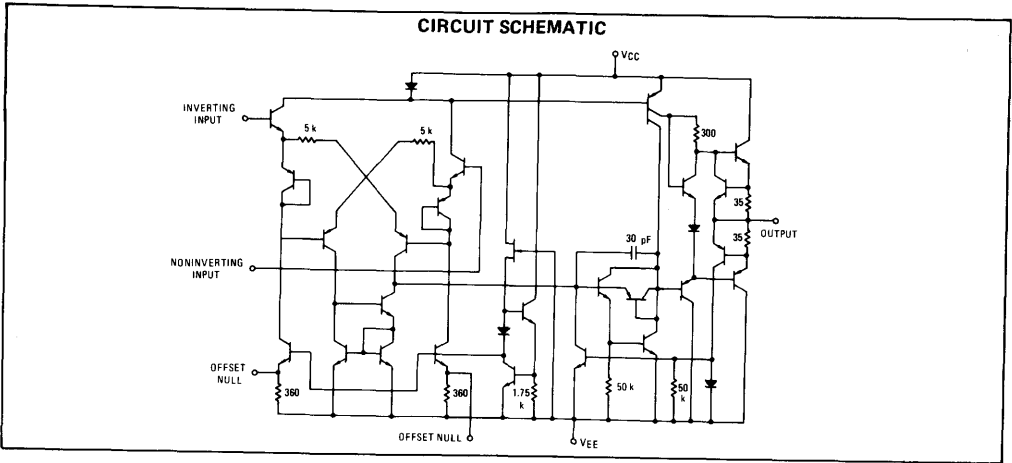 CIRCUIT SCHEMATIC
VCC
INVERTING
INPUT
5 k
5 k
300
35
OUTPUT
35
30 pF
NONINVERTING
INPUT
OFFSET
NULL
360
360
1.75
k
50 k
50
k
OFFSET NULL
VEE